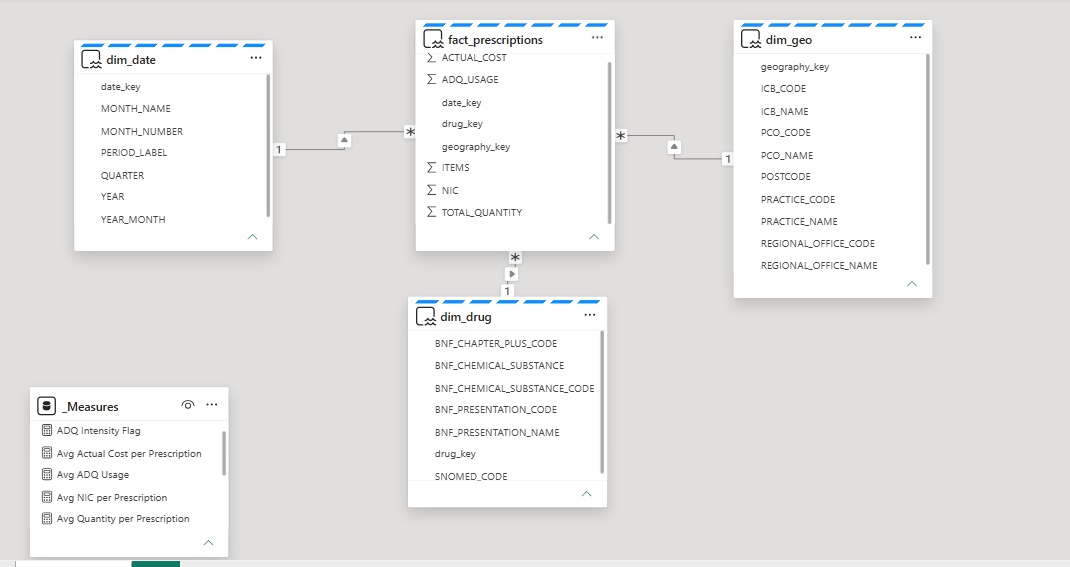 dim_date
date_key
MONTH_NAME
MONTH_NUMBER
PERIOD_LABEL
QUARTER
YEAR
YEAR_MONTH
1
*
fact_prescriptions
ACTUAL_COST
ADQ_USAGE
date_key
drug_key
geography_key
ITEMS
NIC
TOTAL_QUANTITY
*
1
dim_geo
geography_key
ICB_CODE
ICB_NAME
PCO_CODE
PCO_NAME
POSTCODE
PRACTICE_CODE
PRACTICE_NAME
REGIONAL_OFFICE_CODE
REGIONAL_OFFICE_NAME
*
1
dim_drug
BNF_CHAPTER_PLUS_CODE
BNF_CHEMICAL_SUBSTANCE
BNF_CHEMICAL_SUBSTANCE_CODE
BNF_PRESENTATION_CODE
BNF_PRESENTATION_NAME
drug_key
SNOMED_CODE
_Measures
ADQ Intensity Flag
Avg Actual Cost per Prescription
Avg ADQ Usage
Avg NIC per Prescription
Avg Quantity per Prescription